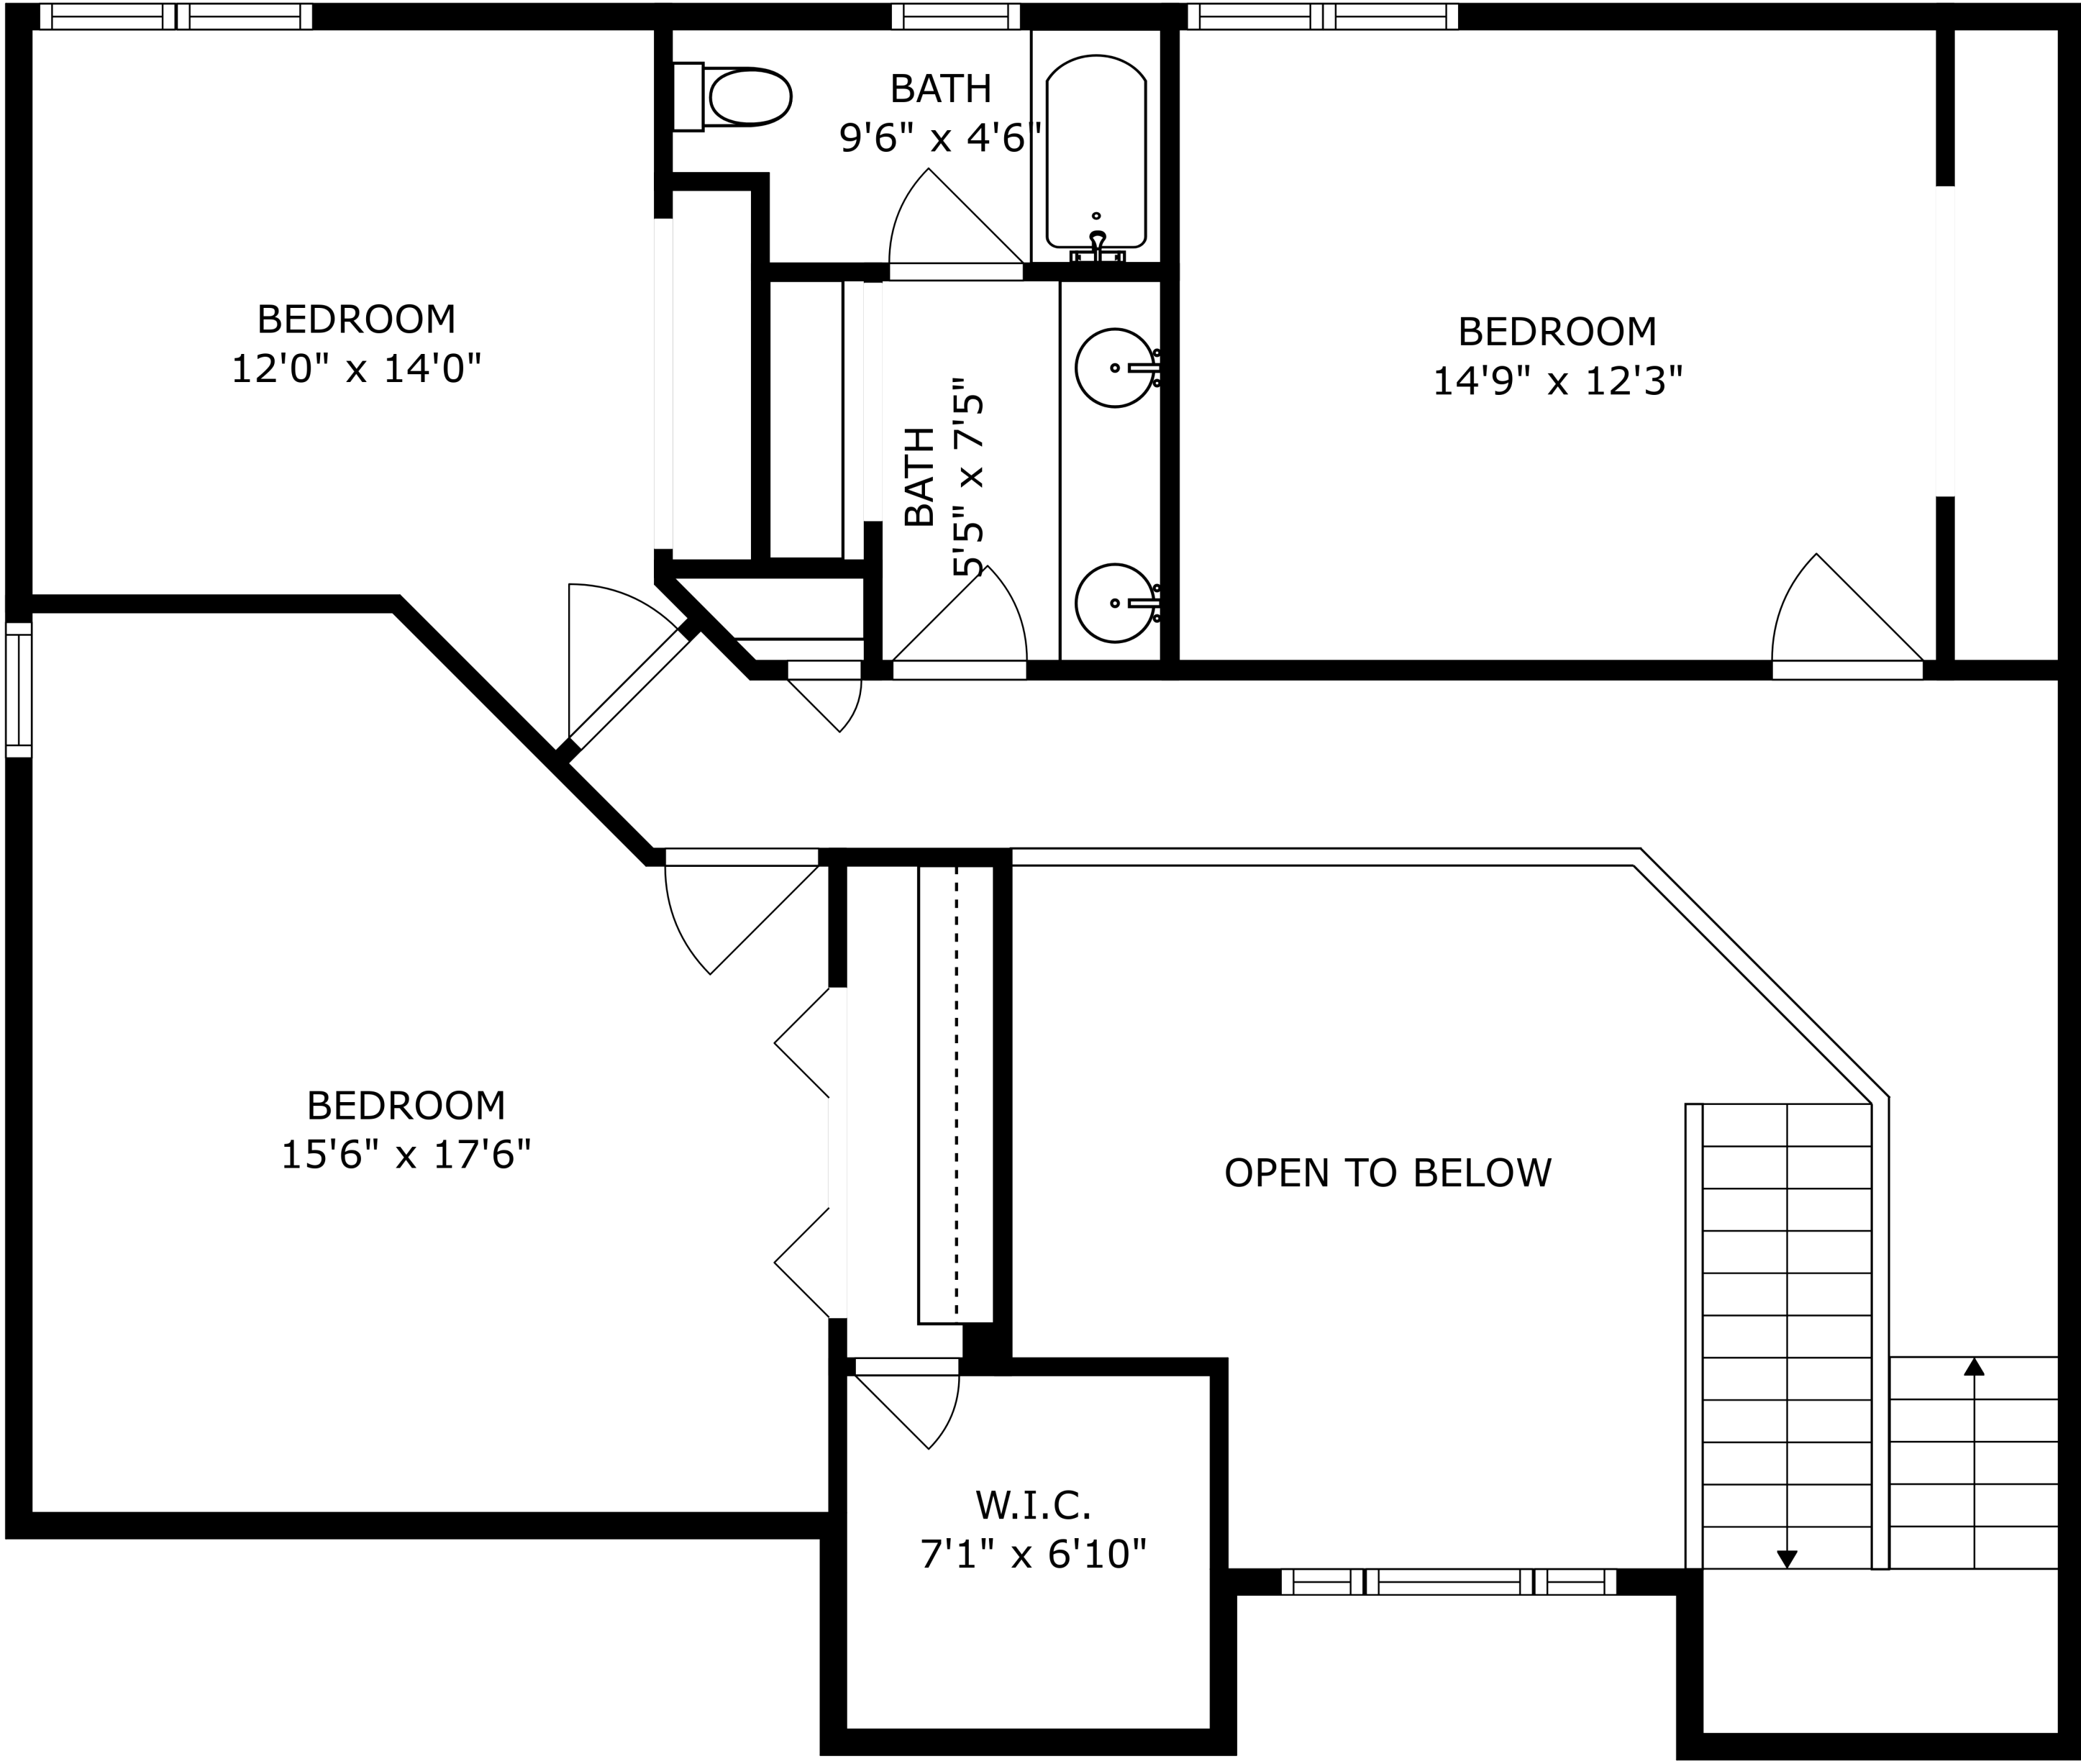 BATH
9'6" x 4'6"
BEDROOM
12'0" x 14'0"
BEDROOM
14'9" x 12'3"
BATH
5'5" x 7'5"
BEDROOM
15'6" x 17'6"
OPEN TO BELOW
W.I.C.
7'1" x 6'10"